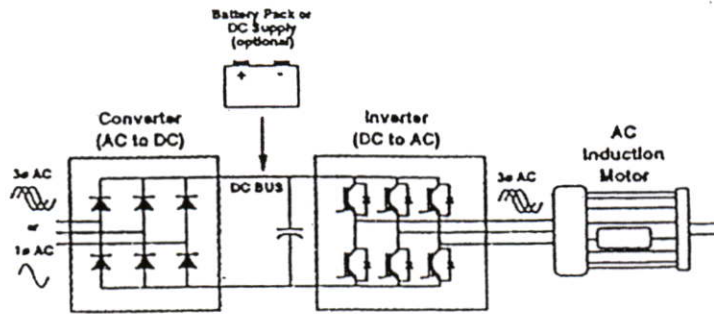 Battery Pack or
DC Supply
(optional)
+ -
Converter
(AC to DC)
Inverter
(DC to AC)
AC
Induction
Motor
3ø AC
or
1ø AC
DC BUS
3ø AC